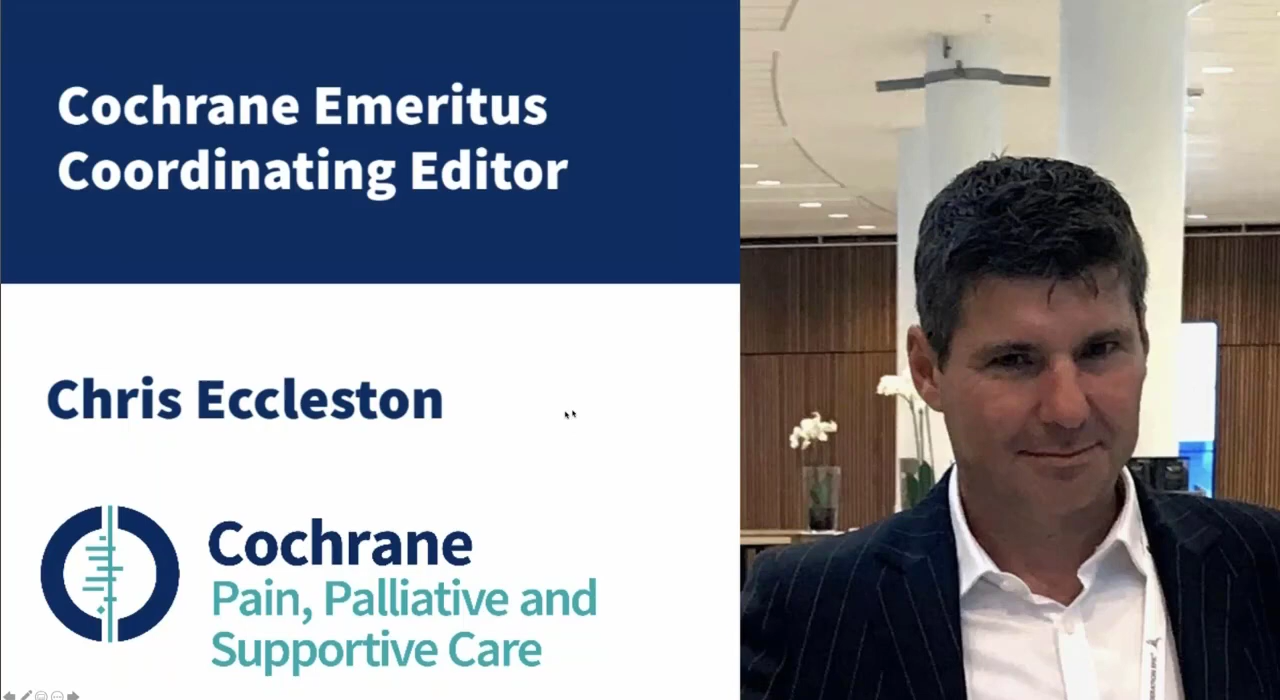 Cochrane Emeritus
Coordinating Editor
Chris Eccleston
Cochrane
Pain, Palliative and
Supportive Care